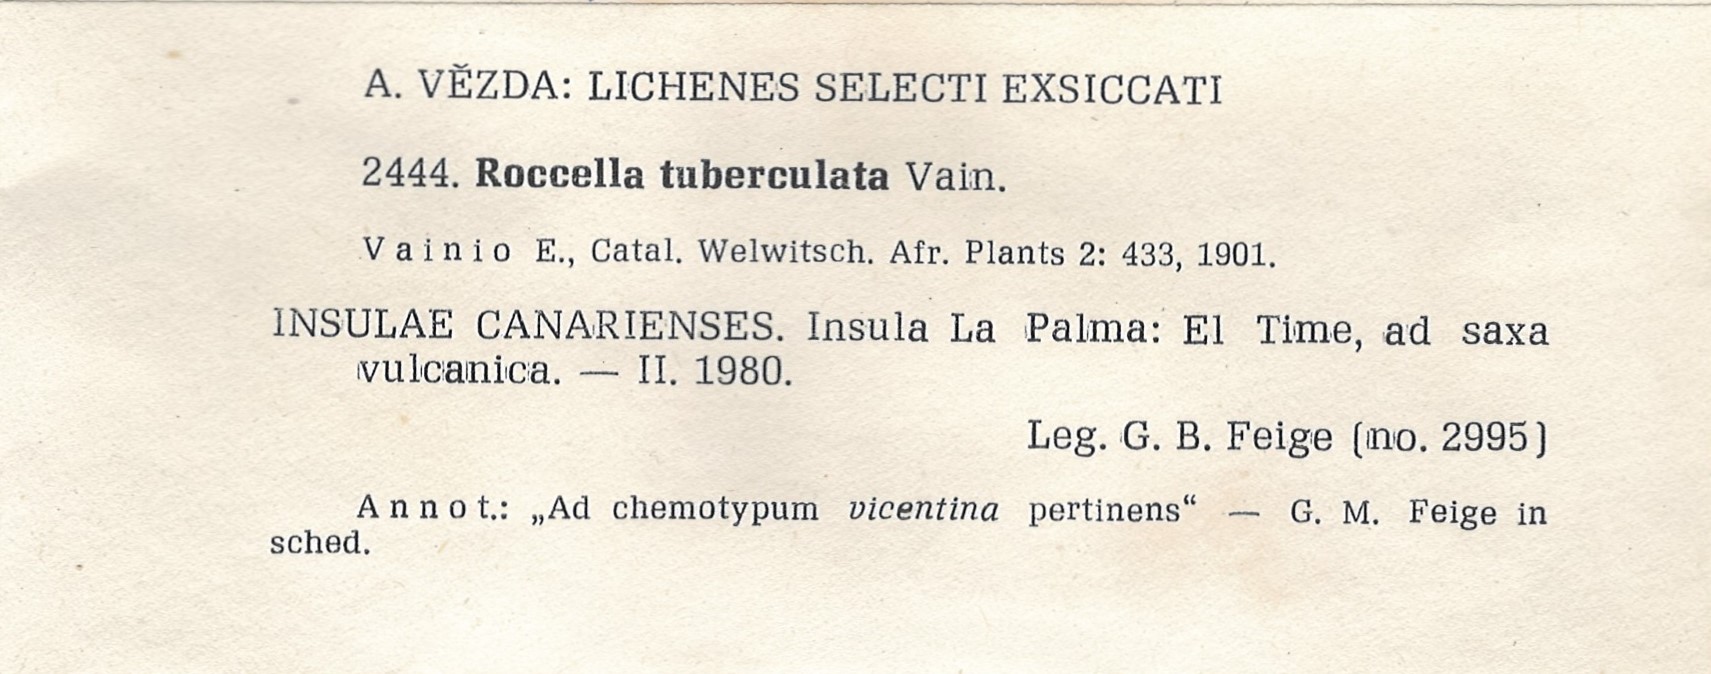 A. VĚZDA: LICHENES SELECTI EXSICCATI
2444. Roccella tuberculata Vain.
Vainio E., Catal. Welwitsch. Afr. Plants 2: 433, 1901.
INSULAE CANARIENSES. Insula La Palma: El Time, ad saxa
vulcanica. — II. 1980.
Leg. G. B. Feige (no. 2995)
Annot.: „Ad chemotypum vicentina pertinens“ — G. M. Feige in
sched.